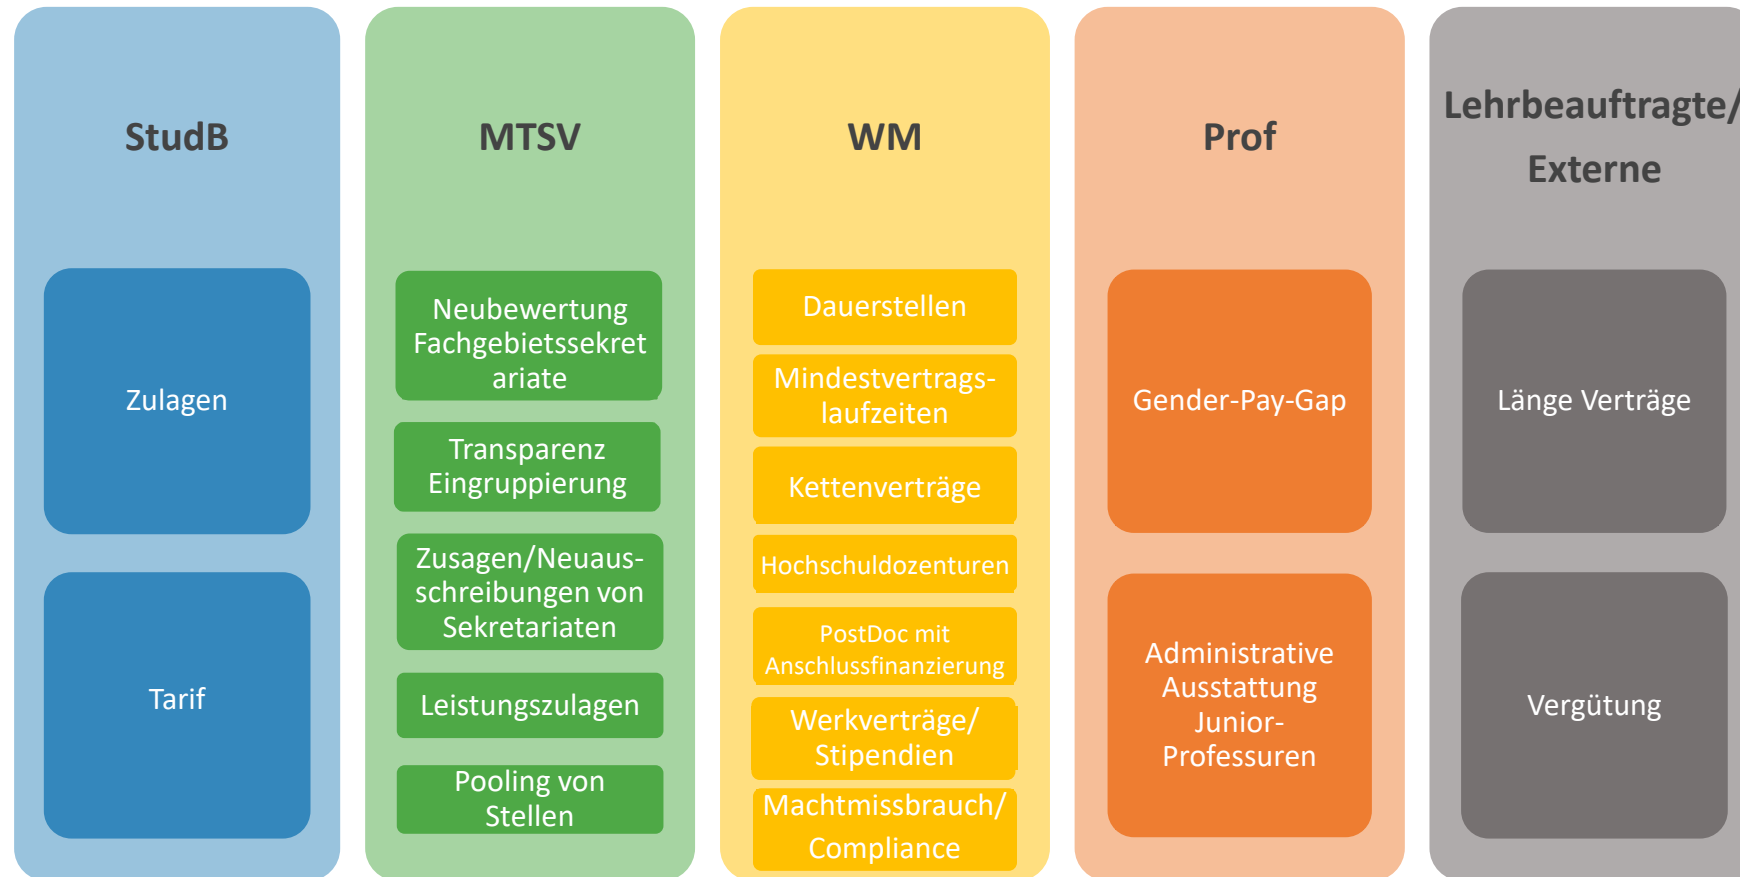 StudB
Zulagen
Tarif
MTSV
Neubewertung
Fachgebietssekret
ariate
Transparenz
Eingruppierung
Zusagen/Neuaus-
schreibungen von
Sekretariaten
Leistungszulagen
Pooling von
Stellen
WM
Dauerstellen
Mindestvertrags-
laufzeiten
Kettenverträge
Hochschuldozenturen
PostDoc mit
Anschlussfinanzierung
Werkverträge/
Stipendien
Machtmissbrauch/
Compliance
Prof
Gender-Pay-Gap
Administrative
Ausstattung
Junior-
Professuren
Lehrbeauftragte/
Externe
Länge Verträge
Vergütung